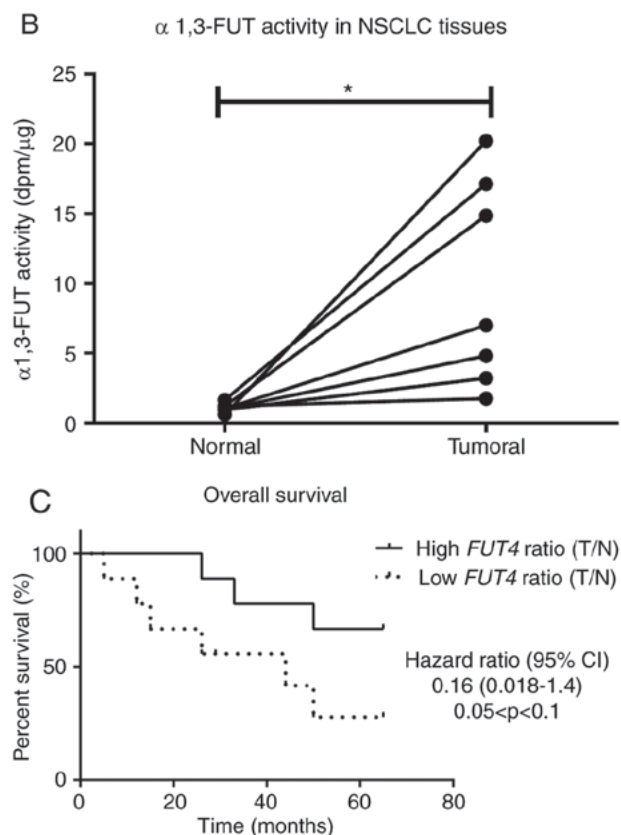 B
α 1,3-FUT activity in NSCLC tissues
25
*
20
15
10
5
0
α1,3-FUT activity (dpm/μg)
Normal
Tumoral
C
Overall survival
High FUT4 ratio (T/N)
Low FUT4 ratio (T/N)
100
50
0
Percent survival (%)
Hazard ratio (95% CI)
0.16 (0.018-1.4)
0.05<p<0.1
0
20
40
60
80
Time (months)